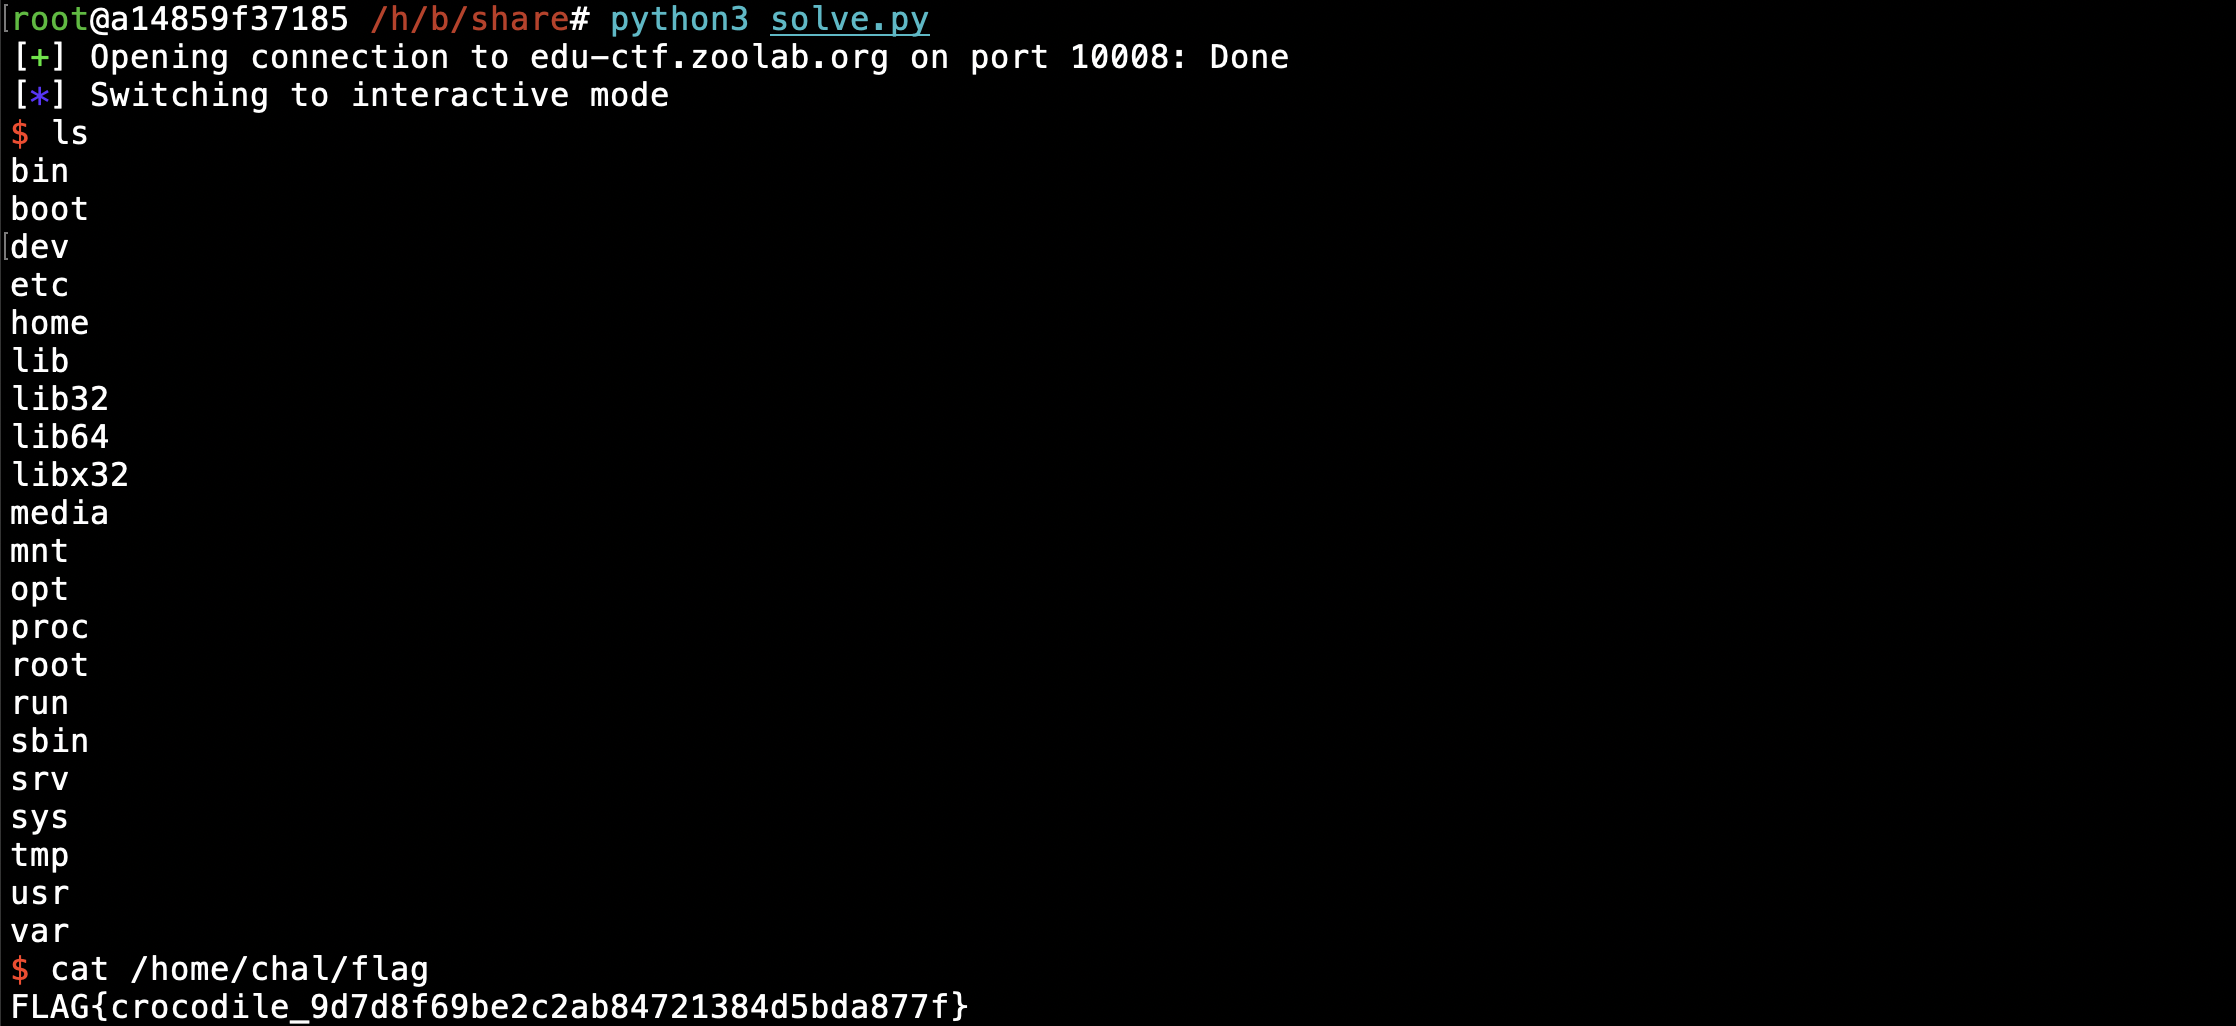 root@a14859f37185 /h/b/share# python3 solve.py
[+] Opening connection to edu-ctf.zoolab.org on port 10008: Done
[*] Switching to interactive mode
$ ls
bin
boot
dev
etc
home
lib
lib32
lib64
libx32
media
mnt
opt
proc
root
run
sbin
srv
sys
tmp
usr
var
$ cat /home/chal/flag
FLAG{crocodile_9d7d8f69be2c2ab84721384d5bda877f}